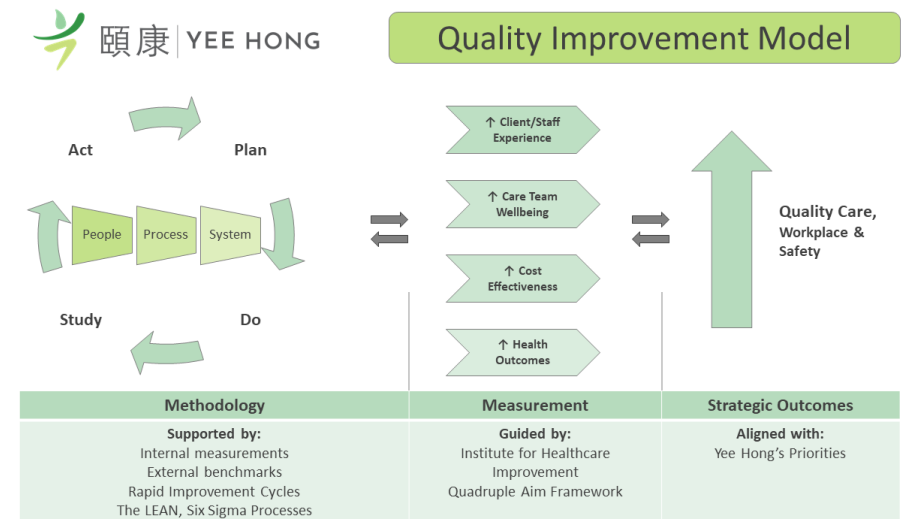 頤康 | YEE HONG
Quality Improvement Model
Act
Plan
People
Process
System
Study
Do
↑ Client/Staff
Experience
↑ Care Team
Wellbeing
↑ Cost
Effectiveness
↑ Health
Outcomes
Quality Care,
Workplace &
Safety
Methodology
Supported by:
Internal measurements
External benchmarks
Rapid Improvement Cycles
The LEAN, Six Sigma Processes
Measurement
Guided by:
Institute for Healthcare
Improvement
Quadruple Aim Framework
Strategic Outcomes
Aligned with:
Yee Hong’s Priorities